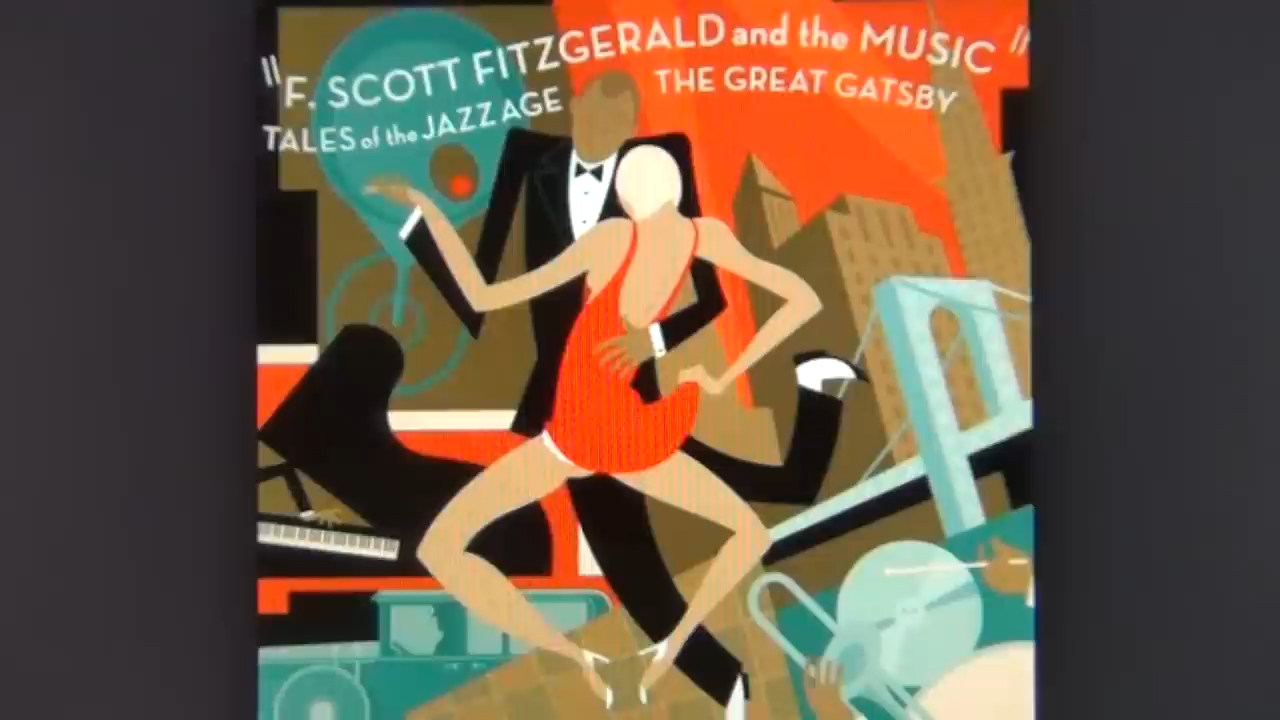 "F. SCOTT FITZGERALD and the MUSIC"
TALES of the JAZZ AGE
THE GREAT GATSBY